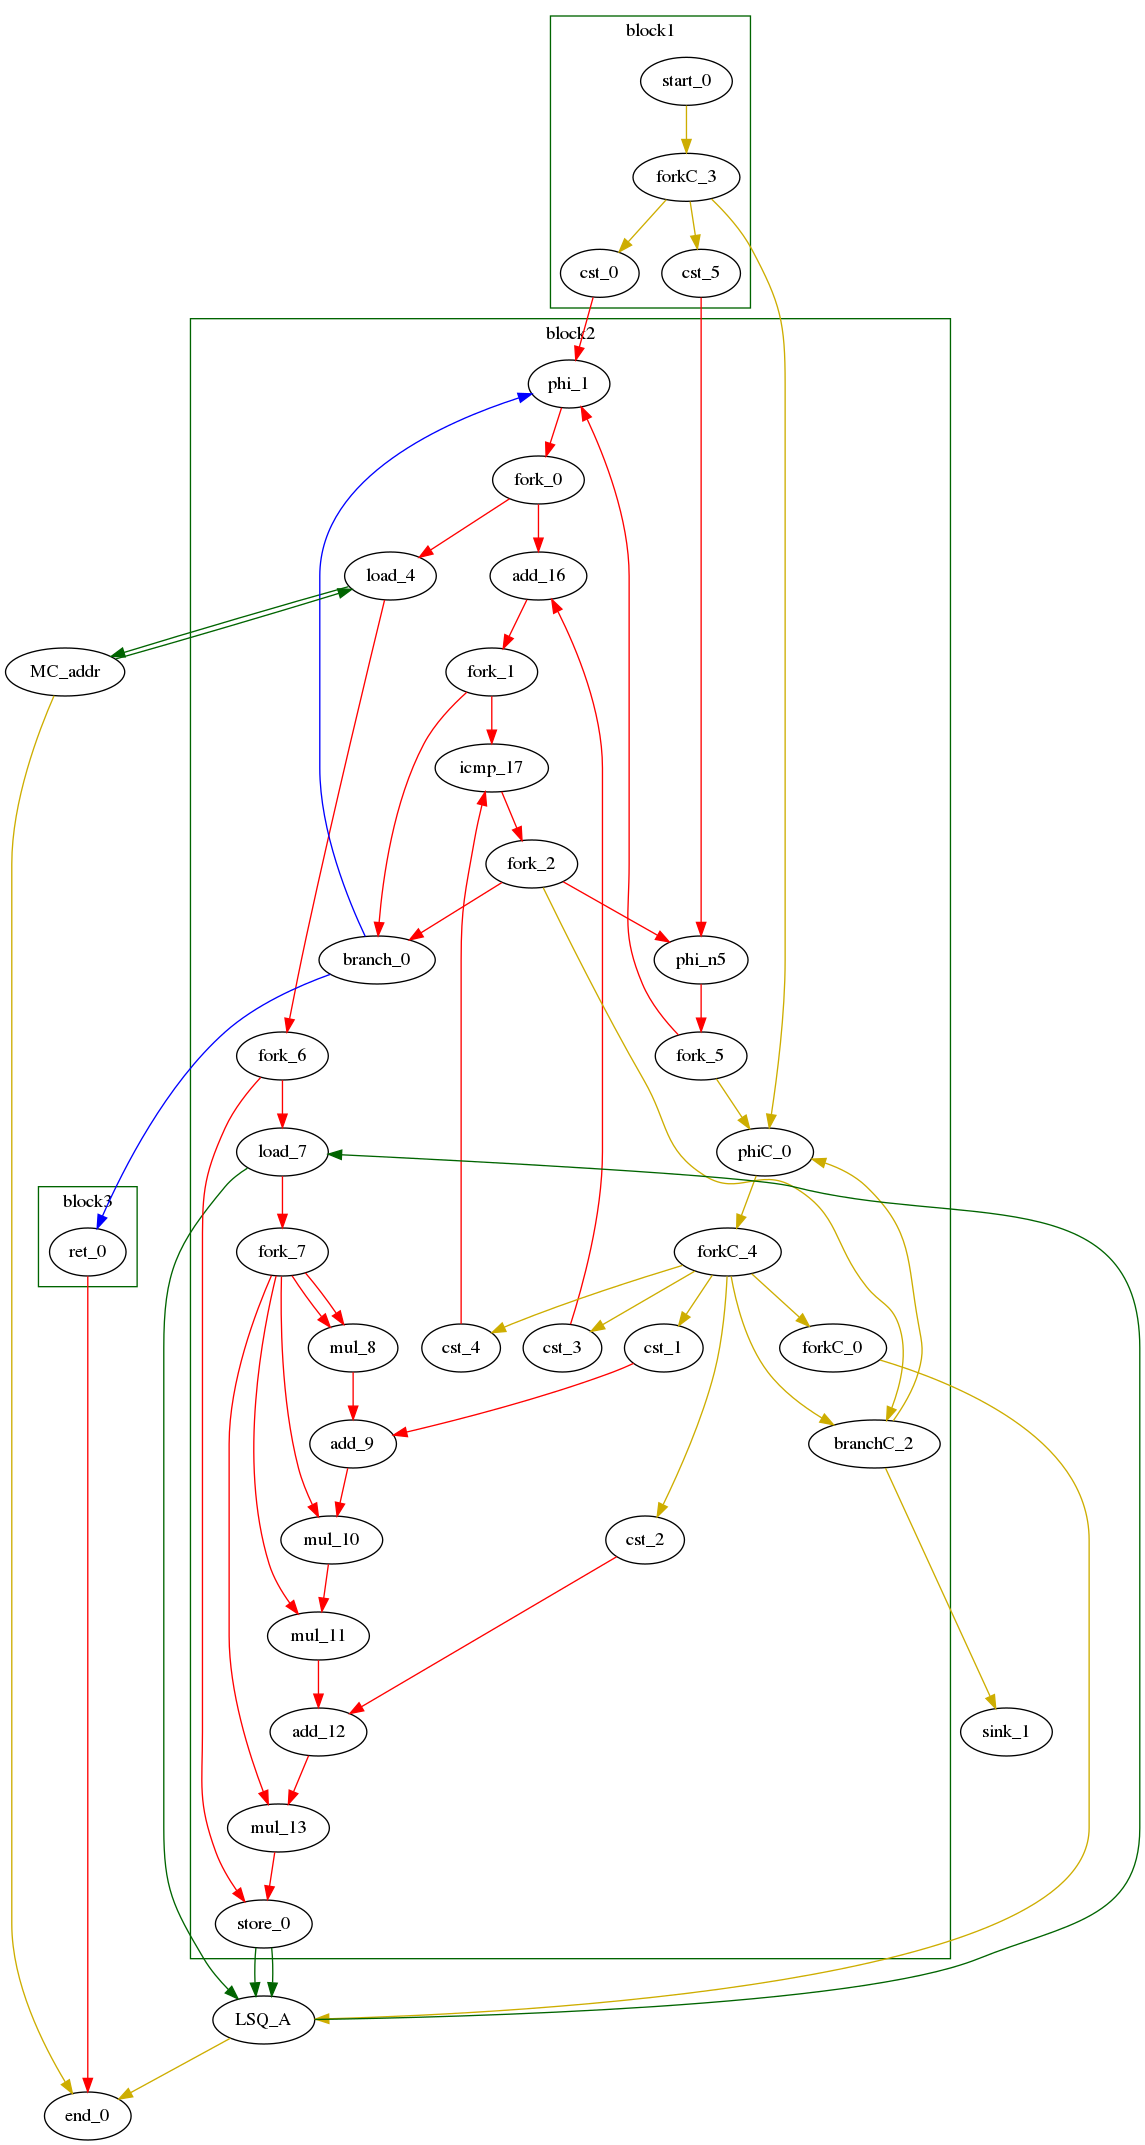 block1
start_0
forkC_3
cst_0
cst_5
block2
phi_1
fork_0
load_4
add_16
MC_addr
fork_1
icmp_17
fork_2
branch_0
phi_n5
fork_6
fork_5
load_7
phiC_0
block3
ret_0
fork_7
forkC_4
mul_8
cst_4
cst_3
cst_1
forkC_0
add_9
branchC_2
mul_10
cst_2
mul_11
add_12
sink_1
mul_13
store_0
LSQ_A
end_0